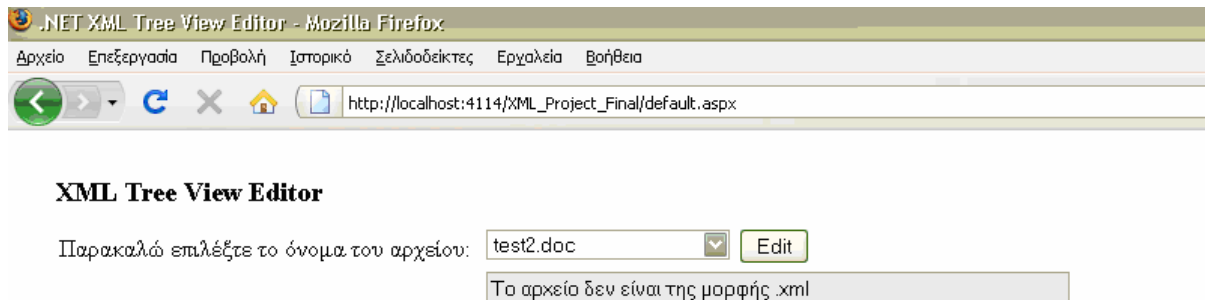 .NET XML Tree View Editor - Mozilla Firefox
Αρχείο Επεξεργασία Προβολή Ιστορικό Σελιδοδείκτες Εργαλεία Βοήθεια
http://localhost:4114/XML_Project_Final/default.aspx
XML Tree View Editor
Παρακαλώ επιλέξτε το όνομα του αρχείου: test2.doc Edit
Το αρχείο δεν είναι της μορφής .xml